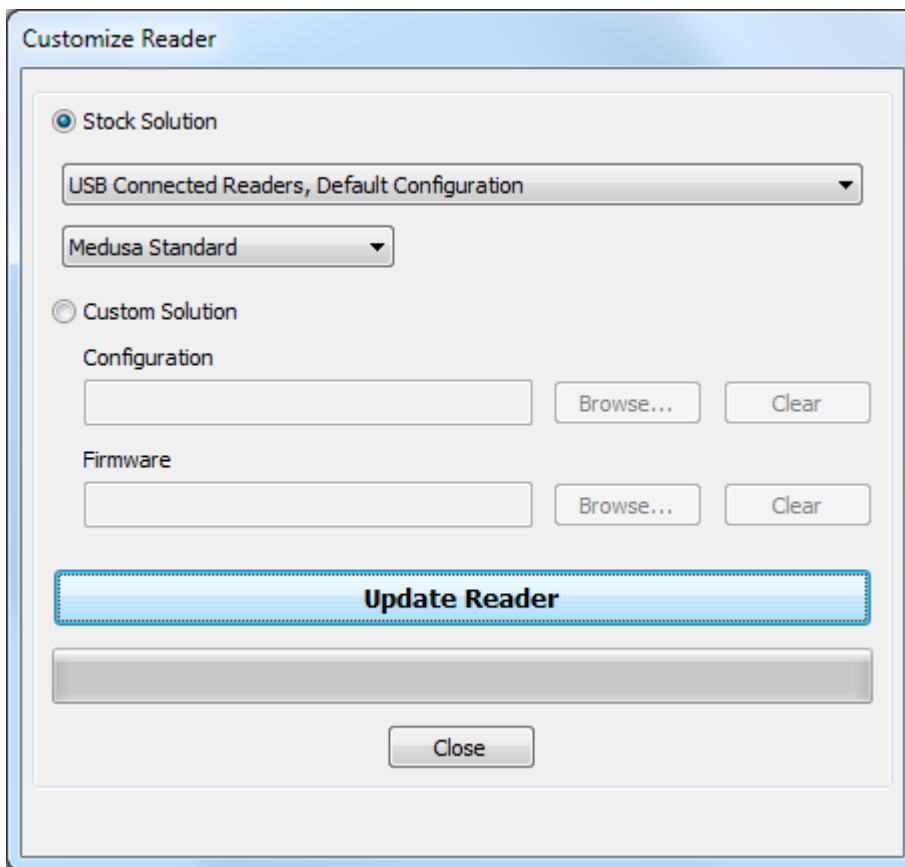 Customize Reader
Stock Solution
USB Connected Readers, Default Configuration
Medusa Standard
Custom Solution
Configuration
Browse... Clear
Firmware
Browse... Clear
Update Reader
Close